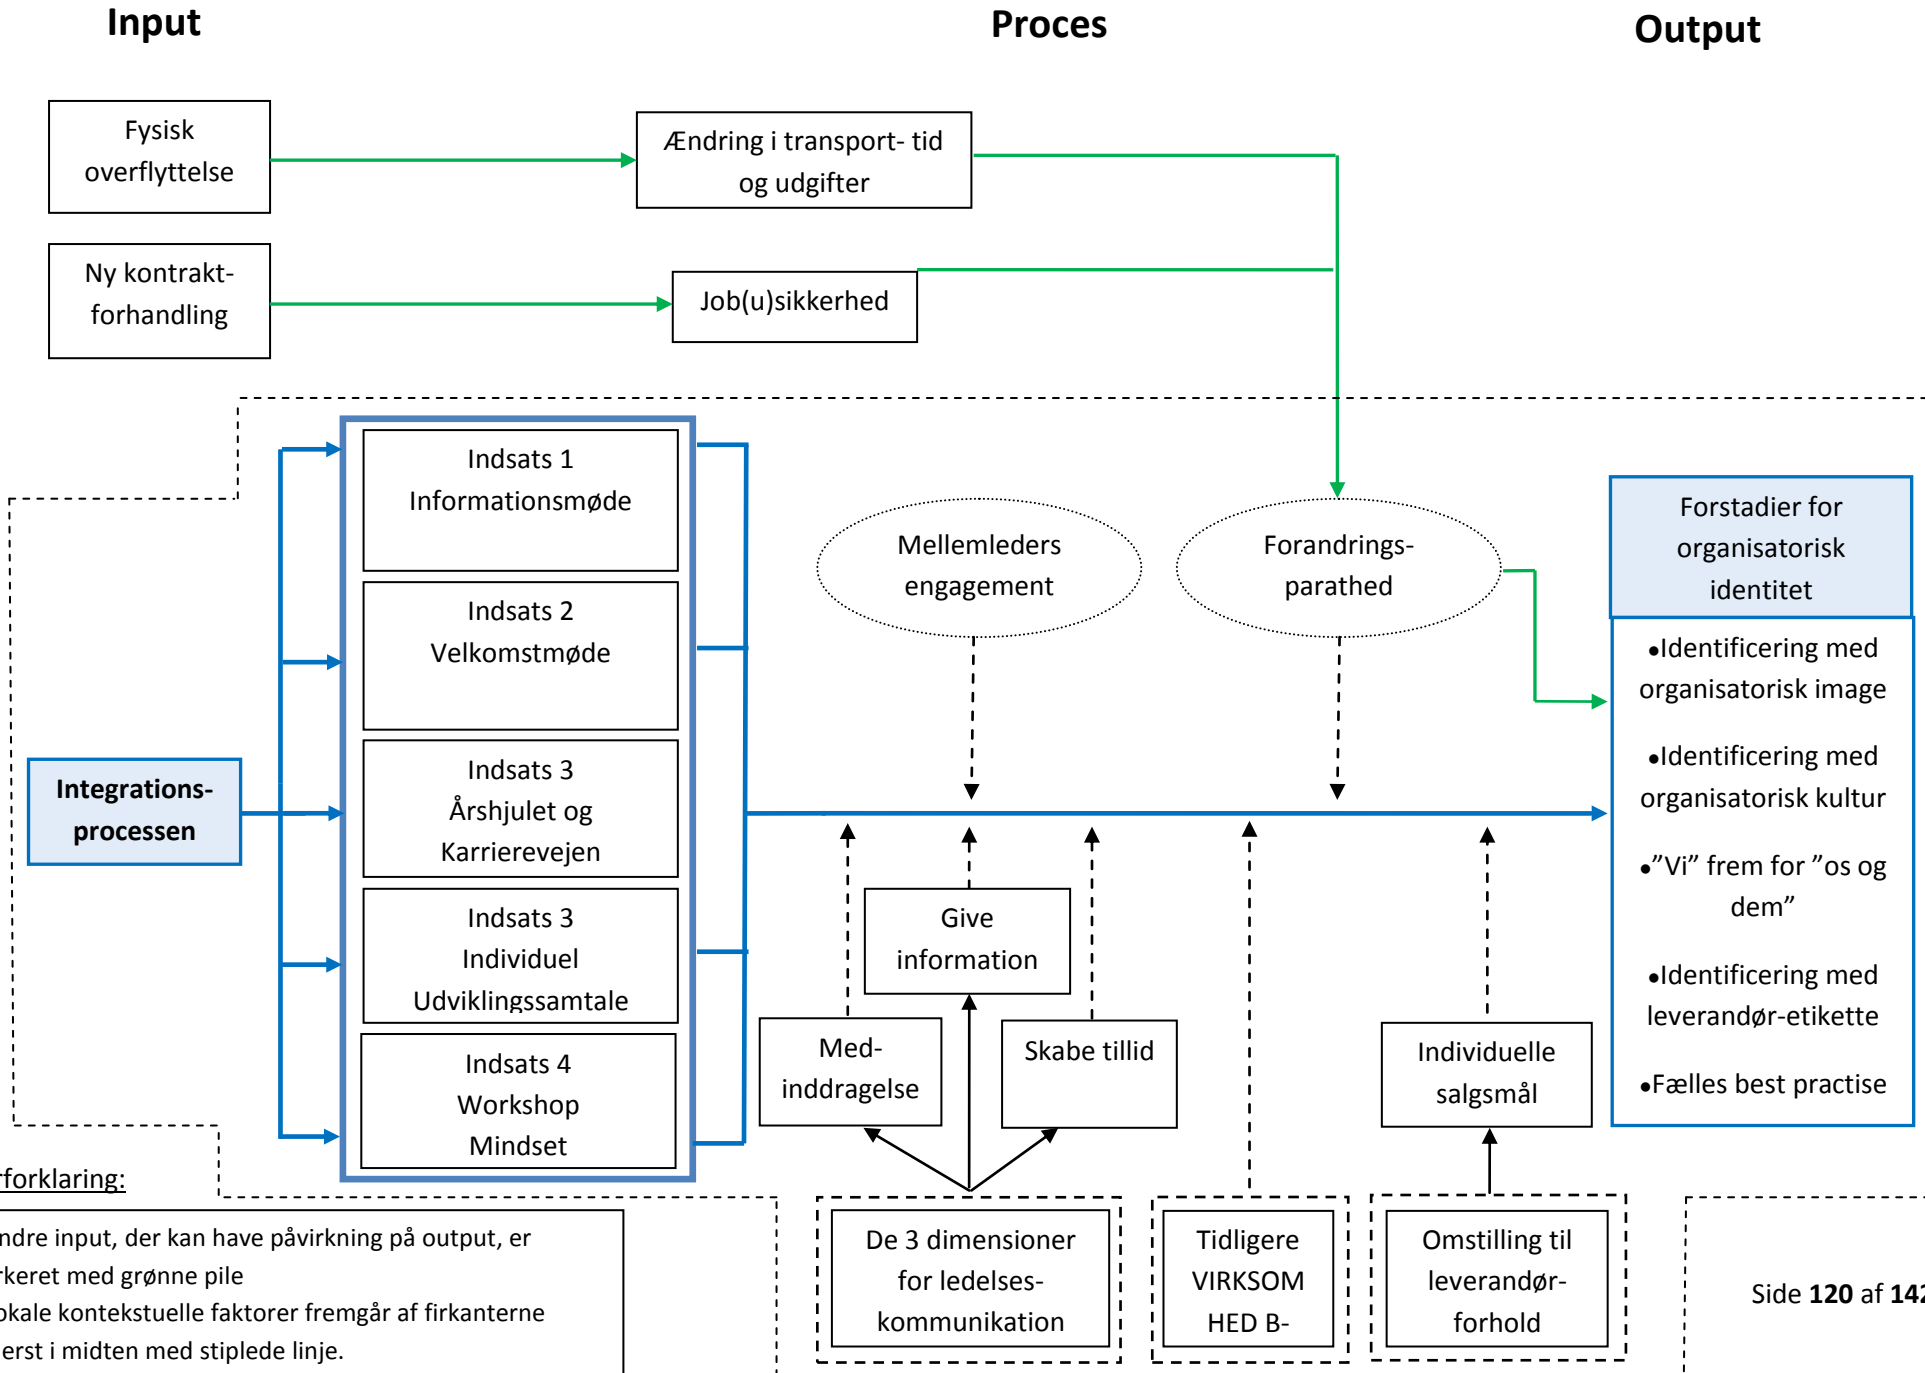 Input
Proces
Output
Fysisk
overflyttelse
Ændring i transport- tid
og udgifter
Ny kontrakt-
forhandling
Job(u)sikkerhed
Indsats 1
Informationsmøde
Indsats 2
Velkomstmøde
Indsats 3
Årshjulet og
Karrierevejen
Indsats 3
Individuel
Udviklingssamtale
Indsats 4
Workshop
Mindset
Integrations-
processen
Mellemleders
engagement
Forandrings-
parathed
Forstadier for
organisatorisk
identitet
•Identificering med
organisatorisk image
•Identificering med
organisatorisk kultur
•”Vi” frem for ”os og
dem”
•Identificering med
leverandør-etikette
•Fælles best practise
Give
information
Med-
inddragelse
Skabe tillid
Individuelle
salgsmål
De 3 dimensioner
for ledelses-
kommunikation
Tidligere
VIRKSOM
HED B-
Omstilling til
leverandør-
forhold
rforklaring:
ndre input, der kan have påvirkning på output, er
rkeret med grønne pile
okale kontekstuelle faktorer fremgår af firkanterne
erst i midten med stiplede linje.
Side 120 af 142